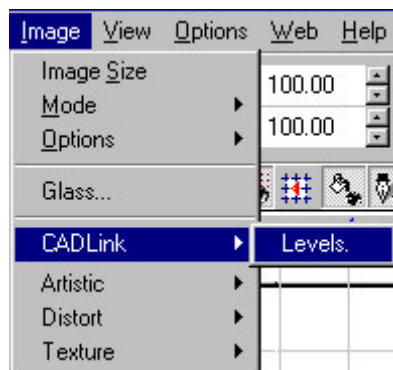 Image View Options Web Help
Image Size
100.00
Mode
100.00
Options
Glass...
CADLink Levels.
Artistic
Distort
Texture